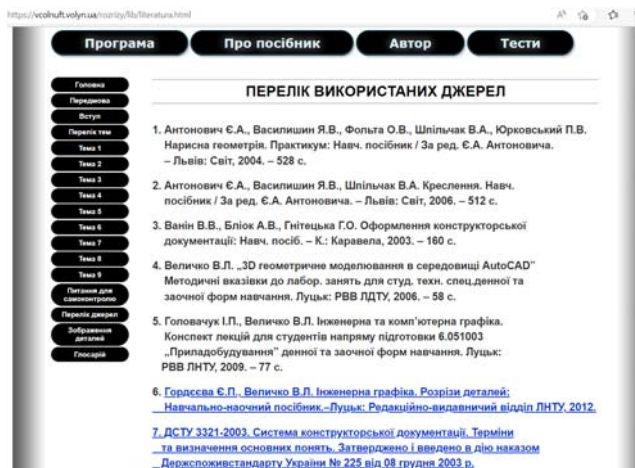 https://vcolnuft.volyn.ua/rozrizy/lib/literatura.html
Програма
Про посібник
Автор
Тести
Головна
Передмова
Вступ
Перелік тем
Тема 1
Тема 2
Тема 3
Тема 4
Тема 5
Тема 6
Тема 7
Тема 8
Тема 9
Питання для
самоконтролю
Перелік джерел
Зображення
деталей
Глосарій
ПЕРЕЛІК ВИКОРИСТАНИХ ДЖЕРЕЛ
1. Антонович Є.А., Василишин Я.В., Фольта О.В., Шпільчак В.А., Юрковський П.В.
Нарисна геометрія. Практикум: Навч. посібник / За ред. Є.А. Антоновича.
– Львів: Світ, 2004. – 528 с.
2. Антонович Є.А., Василишин Я.В., Шпільчак В.А. Креслення. Навч.
посібник / За ред. Є.А. Антоновича. – Львів: Світ, 2006. – 512 с.
3. Ванін В.В., Бліок А.В., Гнітецька Г.О. Оформлення конструкторської
документації: Навч. посіб. – К.: Каравела, 2003. – 160 с.
4. Величко В.Л. „3D геометричне моделювання в середовищі AutoCAD”
Методичні вказівки до лабор. занять для студ. техн. спец.денної та
заочної форм навчання. Луцьк: РВВ ЛДТУ, 2006. – 58 с.
5. Головачук І.П., Величко В.Л. Інженерна та комп’ютерна графіка.
Конспект лекцій для студентів напряму підготовки 6.051003
„Приладобудування” денної та заочної форм навчання. Луцьк:
РВВ ЛНТУ, 2009. – 77 с.
6. Гордєєва Є.П., Величко В.Л. Інженерна графіка. Розрізи деталей:
Навчально-наочний посібник.–Луцьк: Редакційно-видавничий відділ ЛНТУ, 2012.
7. ДСТУ 3321-2003. Система конструкторської документації. Терміни
та визначення основних понять. Затверджено і введено в дію наказом
Держспоживстандарту України № 225 від 08 грудня 2003 р.